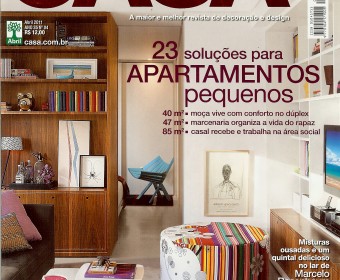 CASA
A maior e melhor revista de decoração e design
Abril
Abril 2011
R$ 12,00
casa.com.br
23 soluções para
APARTAMENTOS
pequenos
40 m² • moça vive com conforto no dúplex
47 m² • marcenaria organiza a vida do rapaz
85 m² • casal recebe e trabalha na área social
Misturas
ousadas e um
quintal delicioso
no lar de
Marcelo